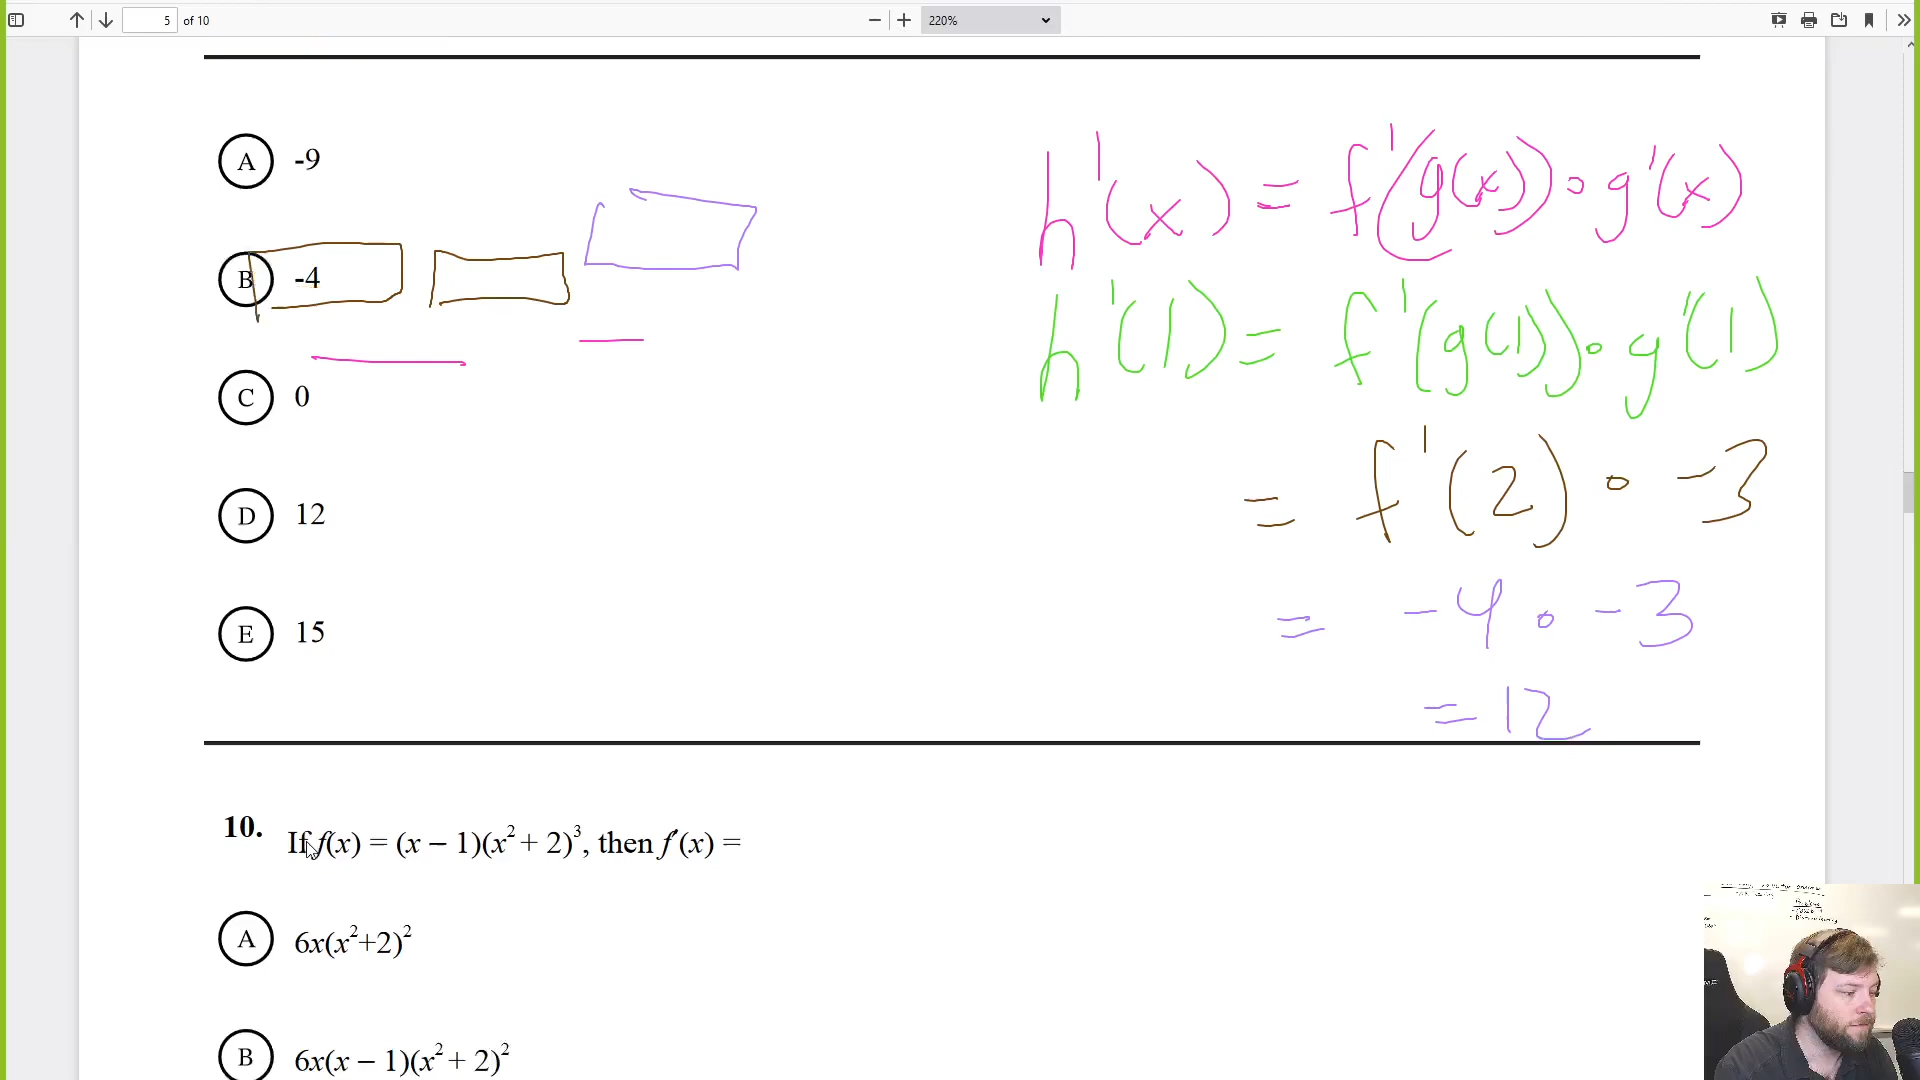 5 of 10
220%
A -9
B -4
C 0
D 12
E 15
h'(x) = f'(g(x)) ∘ g'(x)
h'(1) = f'(g(1)) • g'(1)
= f'(2) ∘ -3
= -4 ∘ -3
= 12
10. If f(x) = (x − 1)(x² + 2)³, then f'(x) =
A 6x(x²+2)²
B 6x(x − 1)(x² + 2)²